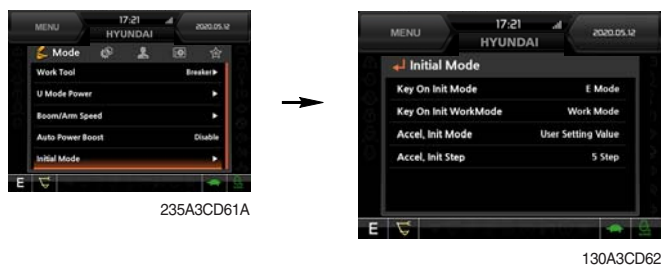 MENU 17:21 2020.05.12
HYUNDAI
Mode
Work Tool Breaker
U Mode Power
Boom/Arm Speed
Auto Power Boost Disable
Initial Mode
E
235A3CD61A
MENU 17:21 2020.05.12
HYUNDAI
Initial Mode
Key On Init Mode E Mode
Key On Init WorkMode Work Mode
Accel, Init Mode User Setting Value
Accel, Init Step 5 Step
E
130A3CD62